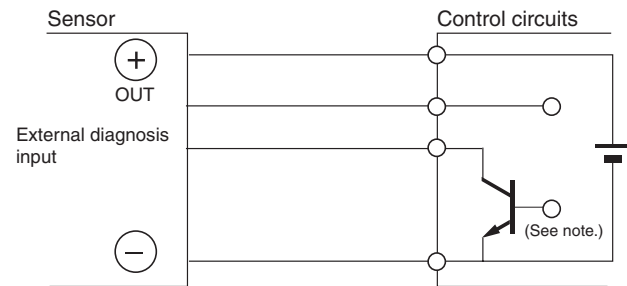 Sensor
Control circuits
+
OUT
External diagnosis
input
(See note.)
−